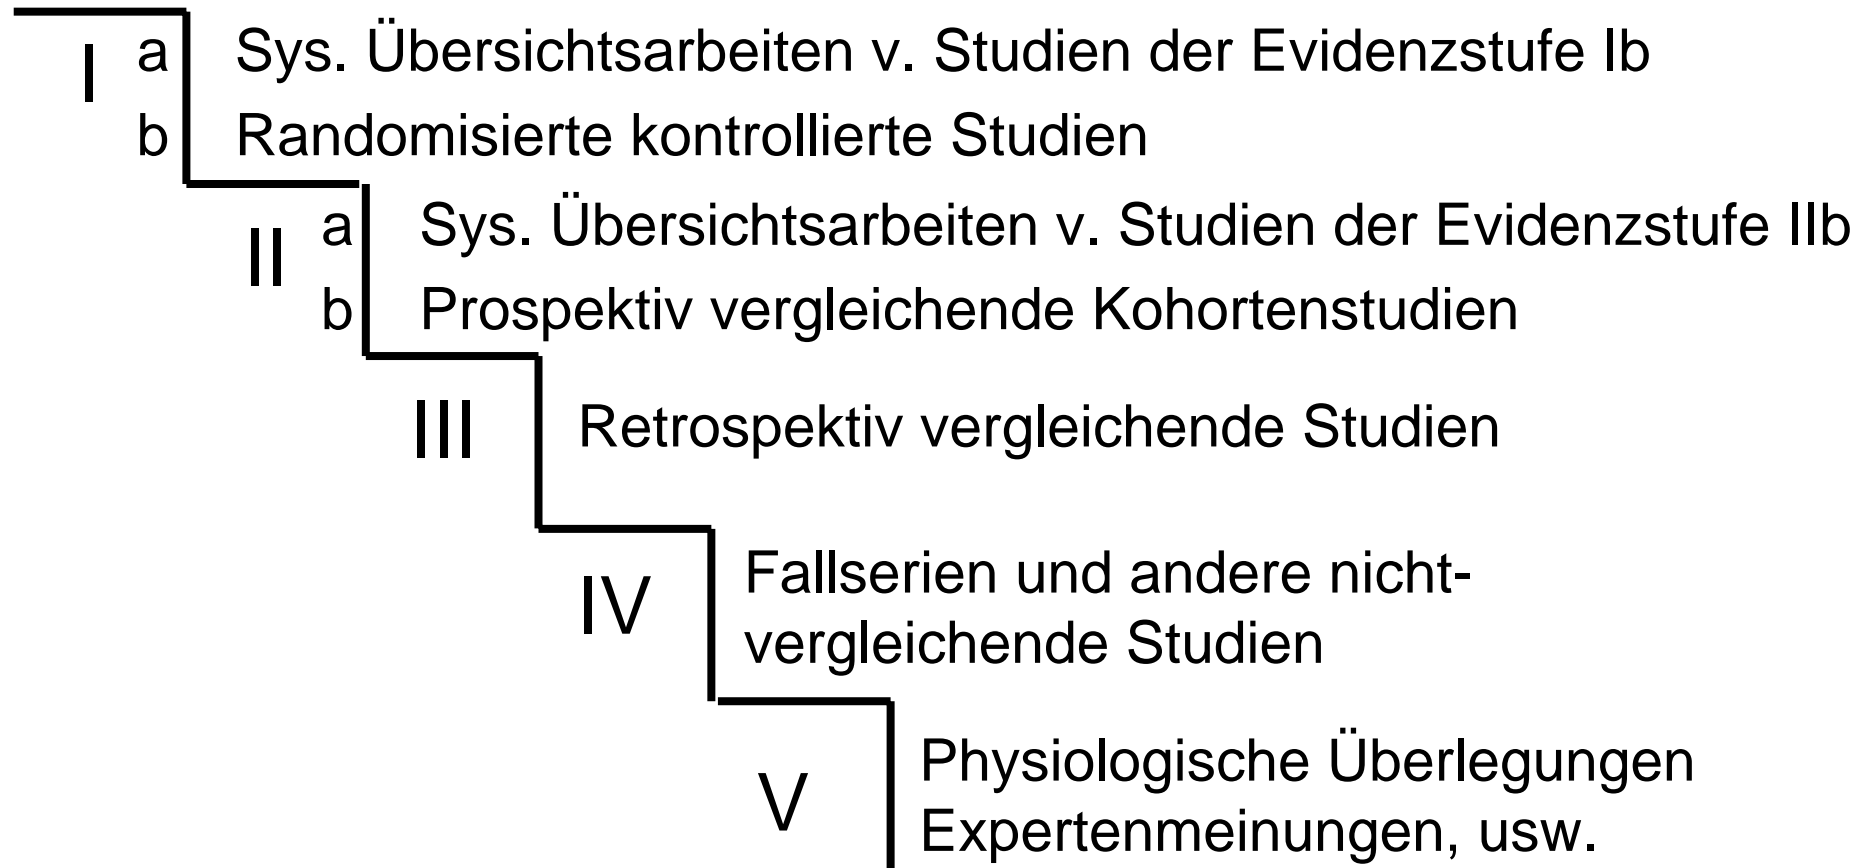 I a Sys. Übersichtsarbeiten v. Studien der Evidenzstufe Ib
b Randomisierte kontrollierte Studien
II a Sys. Übersichtsarbeiten v. Studien der Evidenzstufe IIb
b Prospektiv vergleichende Kohortenstudien
III Retrospektiv vergleichende Studien
IV Fallserien und andere nicht-
vergleichende Studien
V Physiologische Überlegungen
Expertenmeinungen, usw.